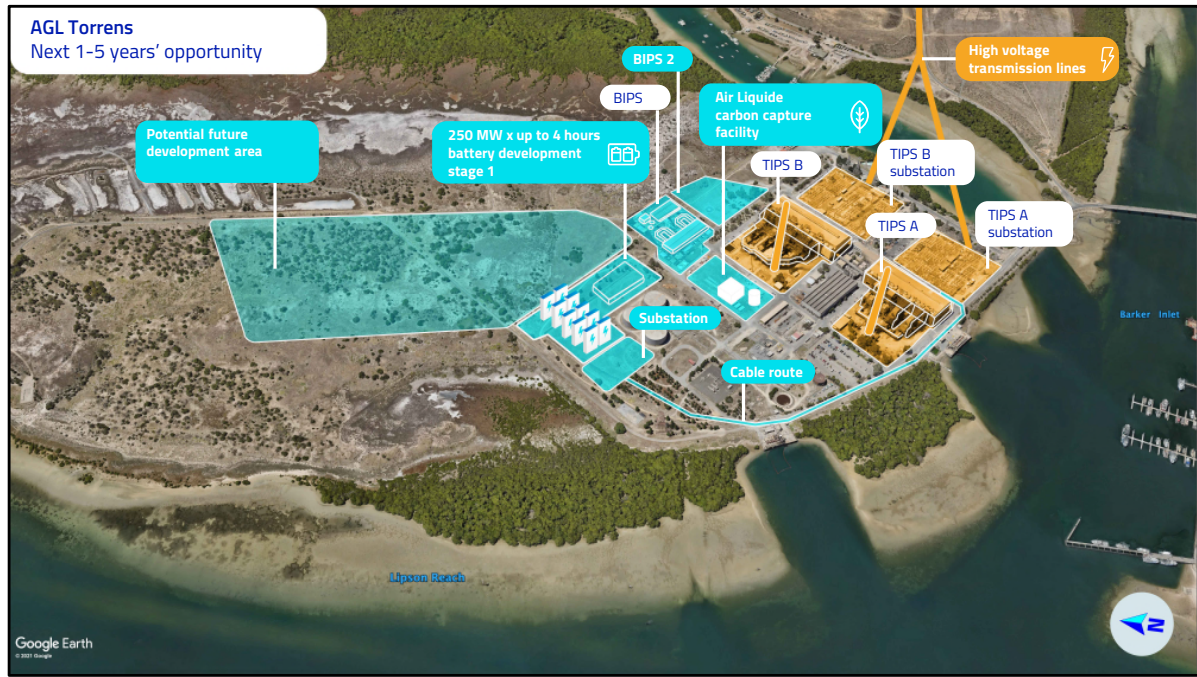 AGL Torrens
Next 1-5 years’ opportunity
BIPS 2
High voltage
transmission lines
BIPS
Air Liquide
carbon capture
facility
Potential future
development area
250 MW x up to 4 hours
battery development
stage 1
TIPS B
TIPS B
substation
TIPS A
TIPS A
substation
Substation
Barker Inlet
Cable route
Lipson Reach
Google Earth
© 2021 Google
N